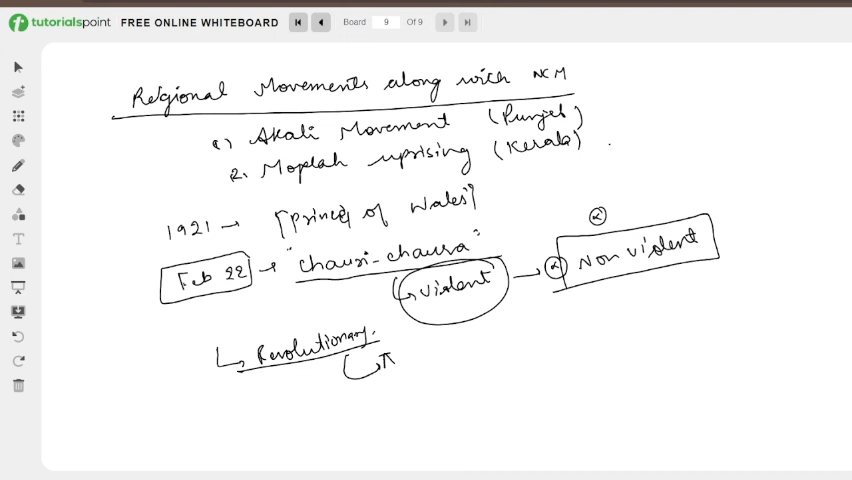 tutorialspoint FREE ONLINE WHITEBOARD Board 9 Of 9
Regional Movements along with NCM
1) Akali Movement (Punjab)
2. Moplah uprising (Kerala)
1921 → [Prince of Wales]
Feb 22 → "Chauri-Chaura"
↳ violent → Non violent
↳ Revolutionary.